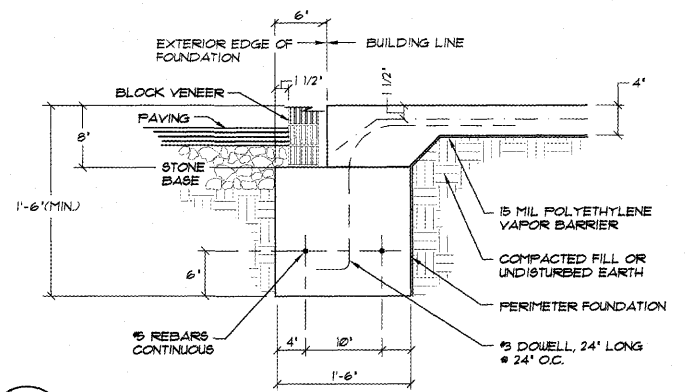 6"
EXTERIOR EDGE OF
FOUNDATION
BUILDING LINE
1 1/2"
1 1/2"
4"
BLOCK VENEER
PAVING
8"
STONE
BASE
1'-6"(MIN.)
15 MIL POLYETHYLENE
VAPOR BARRIER
COMPACTED FILL OR
UNDISTURBED EARTH
6"
PERIMETER FOUNDATION
#5 REBARS
CONTINUOUS
4"
10"
#3 DOWELL, 24" LONG
@ 24" O.C.
1'-6"